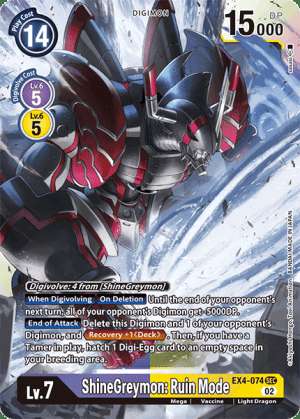 Play Cost
14
DIGIMON
15000
DP
Digivolve Cost
Lv.6
5
Lv.6
5
Digivolve: 4 from [ShineGreymon]
When Digivolving On Deletion Until the end of your opponent's
next turn, all of your opponent's Digimon get -5000DP.
End of Attack Delete this Digimon and 1 of your opponent's
Digimon, and Recovery +1 <Deck>. Then, if you have a
Tamer in play, hatch 1 Digi-Egg card to an empty space in
your breeding area.
Lv.7
ShineGreymon: Ruin Mode
EX4-074 SEC
02
Mega
Vaccine
Light Dragon